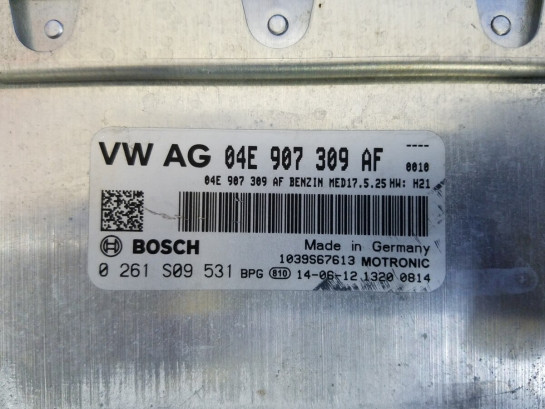 VW AG 04E 907 309 AF ----
0010
04E 907 309 AF BENZIN MED17.5.25 HW: H21
BOSCH
Made in Germany
1039S67613 MOTRONIC
0 261 S09 531 BPG 810 14-06-12 1320 0814